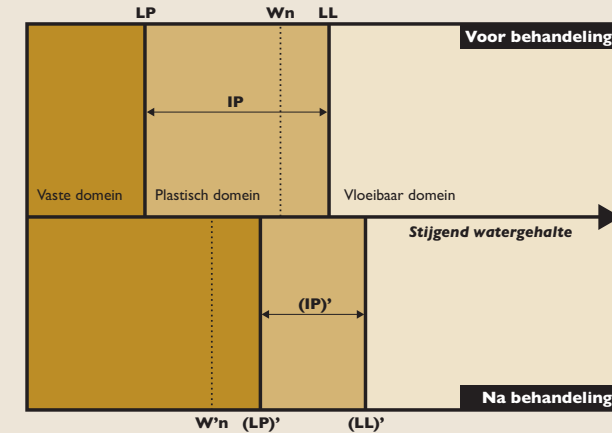 LP Wn LL
Voor behandeling
IP
Vaste domein Plastisch domein Vloeibaar domein
Stijgend watergehalte
(IP)’
Na behandeling
W’n (LP)’ (LL)’